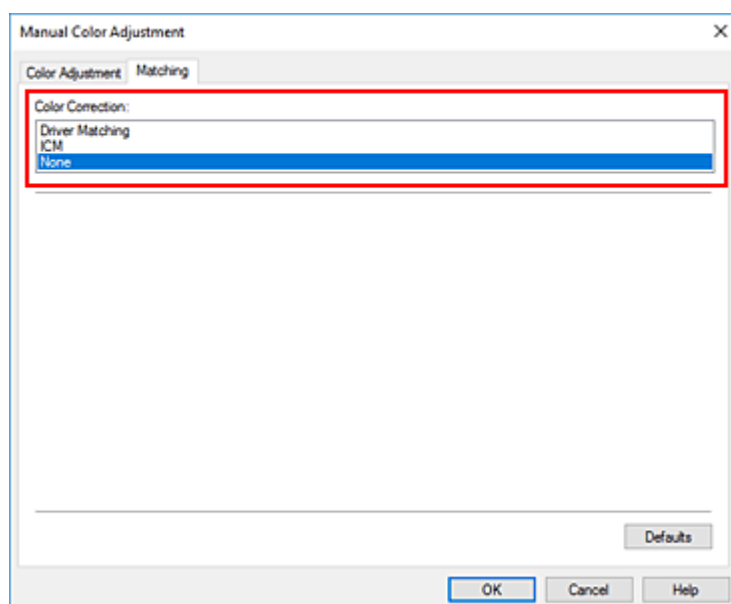 Manual Color Adjustment
Color Adjustment Matching
Color Correction:
Driver Matching
ICM
None
Defaults
OK Cancel Help